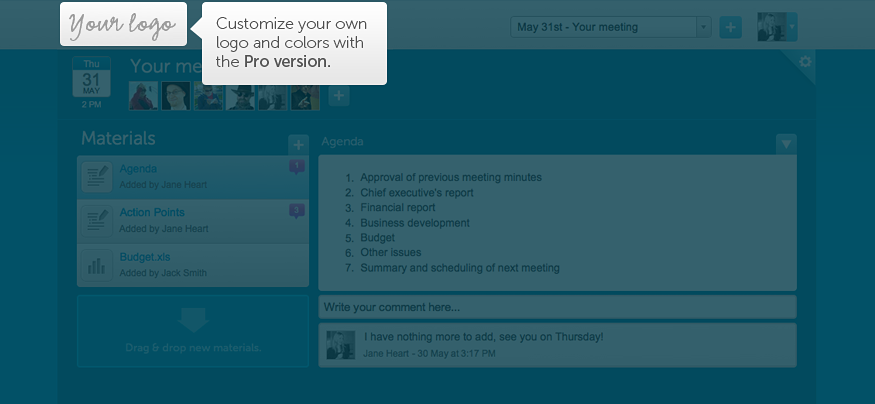 Your logo
Customize your own
logo and colors with
the Pro version.
May 31st - Your meeting
Thu
31
MAY
2 PM
Your me
Materials
Agenda
Added by Jane Heart
1
Action Points
Added by Jane Heart
3
Budget.xls
Added by Jack Smith
Drag & drop new materials.
Agenda
1. Approval of previous meeting minutes
2. Chief executive's report
3. Financial report
4. Business development
5. Budget
6. Other issues
7. Summary and scheduling of next meeting
Write your comment here...
I have nothing more to add, see you on Thursday!
Jane Heart - 30 May at 3:17 PM